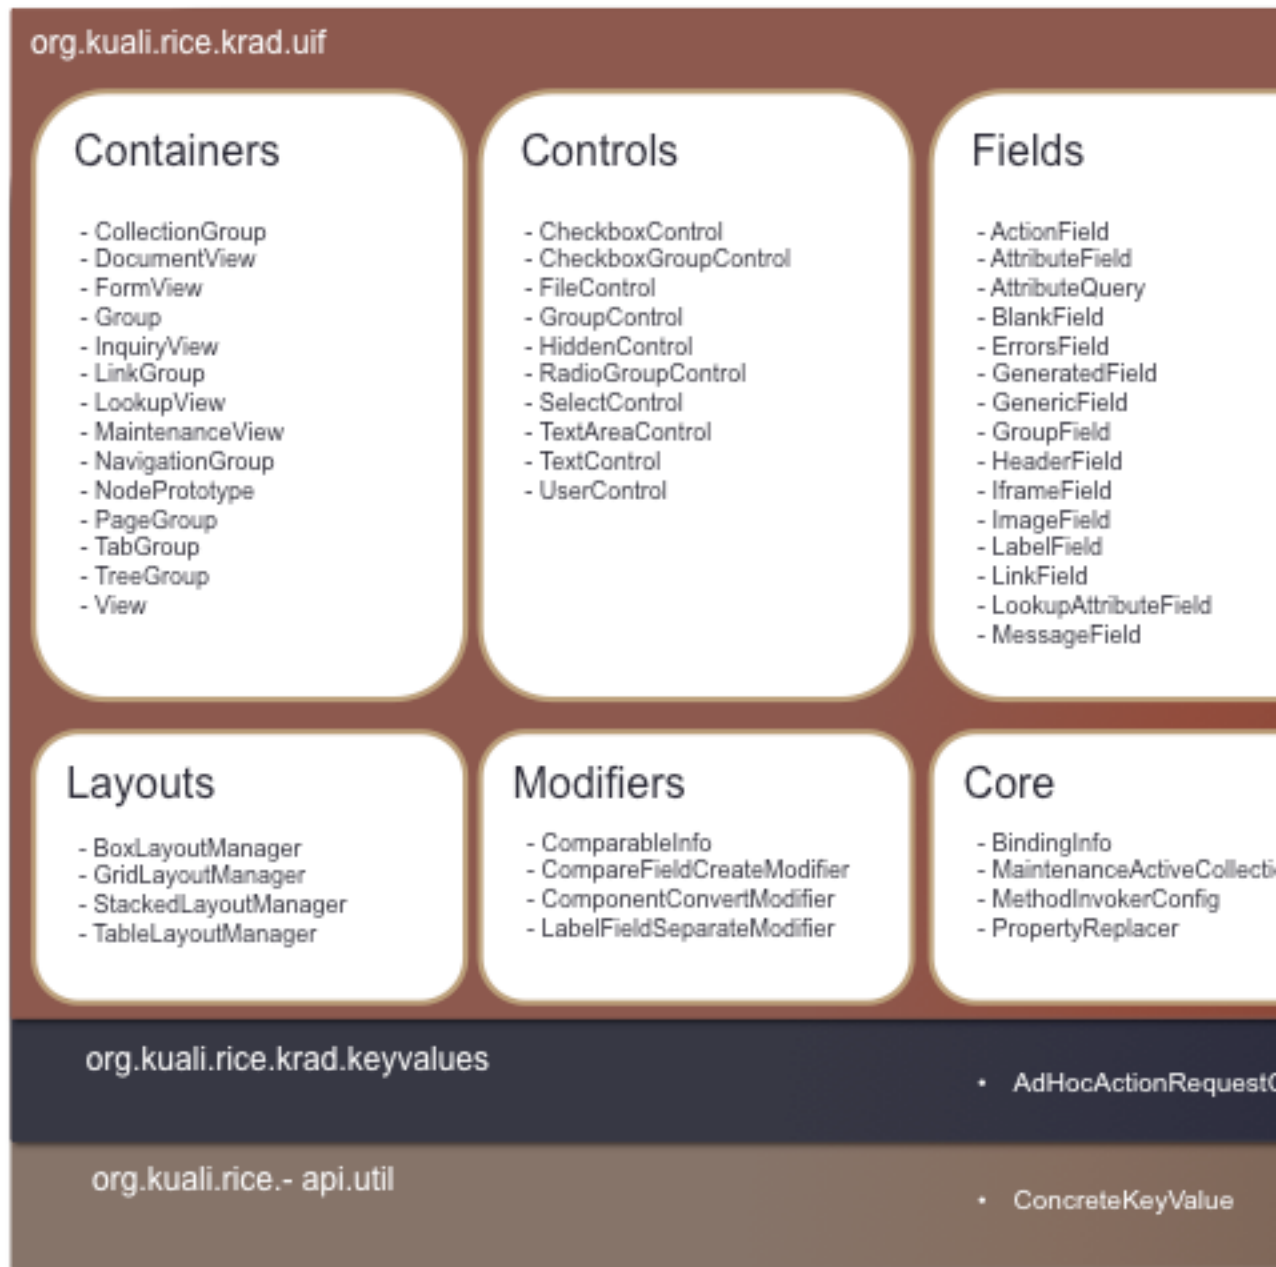 org.kuali.rice.krad.uif
Containers
- CollectionGroup
- DocumentView
- FormView
- Group
- InquiryView
- LinkGroup
- LookupView
- MaintenanceView
- NavigationGroup
- NodePrototype
- PageGroup
- TabGroup
- TreeGroup
- View
Controls
- CheckboxControl
- CheckboxGroupControl
- FileControl
- GroupControl
- HiddenControl
- RadioGroupControl
- SelectControl
- TextAreaControl
- TextControl
- UserControl
Fields
- ActionField
- AttributeField
- AttributeQuery
- BlankField
- ErrorsField
- GeneratedField
- GenericField
- GroupField
- HeaderField
- IframeField
- ImageField
- LabelField
- LinkField
- LookupAttributeField
- MessageField
Layouts
- BoxLayoutManager
- GridLayoutManager
- StackedLayoutManager
- TableLayoutManager
Modifiers
- ComparableInfo
- CompareFieldCreateModifier
- ComponentConvertModifier
- LabelFieldSeparateModifier
Core
- BindingInfo
- MaintenanceActiveCollecti
- MethodInvokerConfig
- PropertyReplacer
org.kuali.rice.krad.keyvalues
• AdHocActionRequest
org.kuali.rice.- api.util
• ConcreteKeyValue